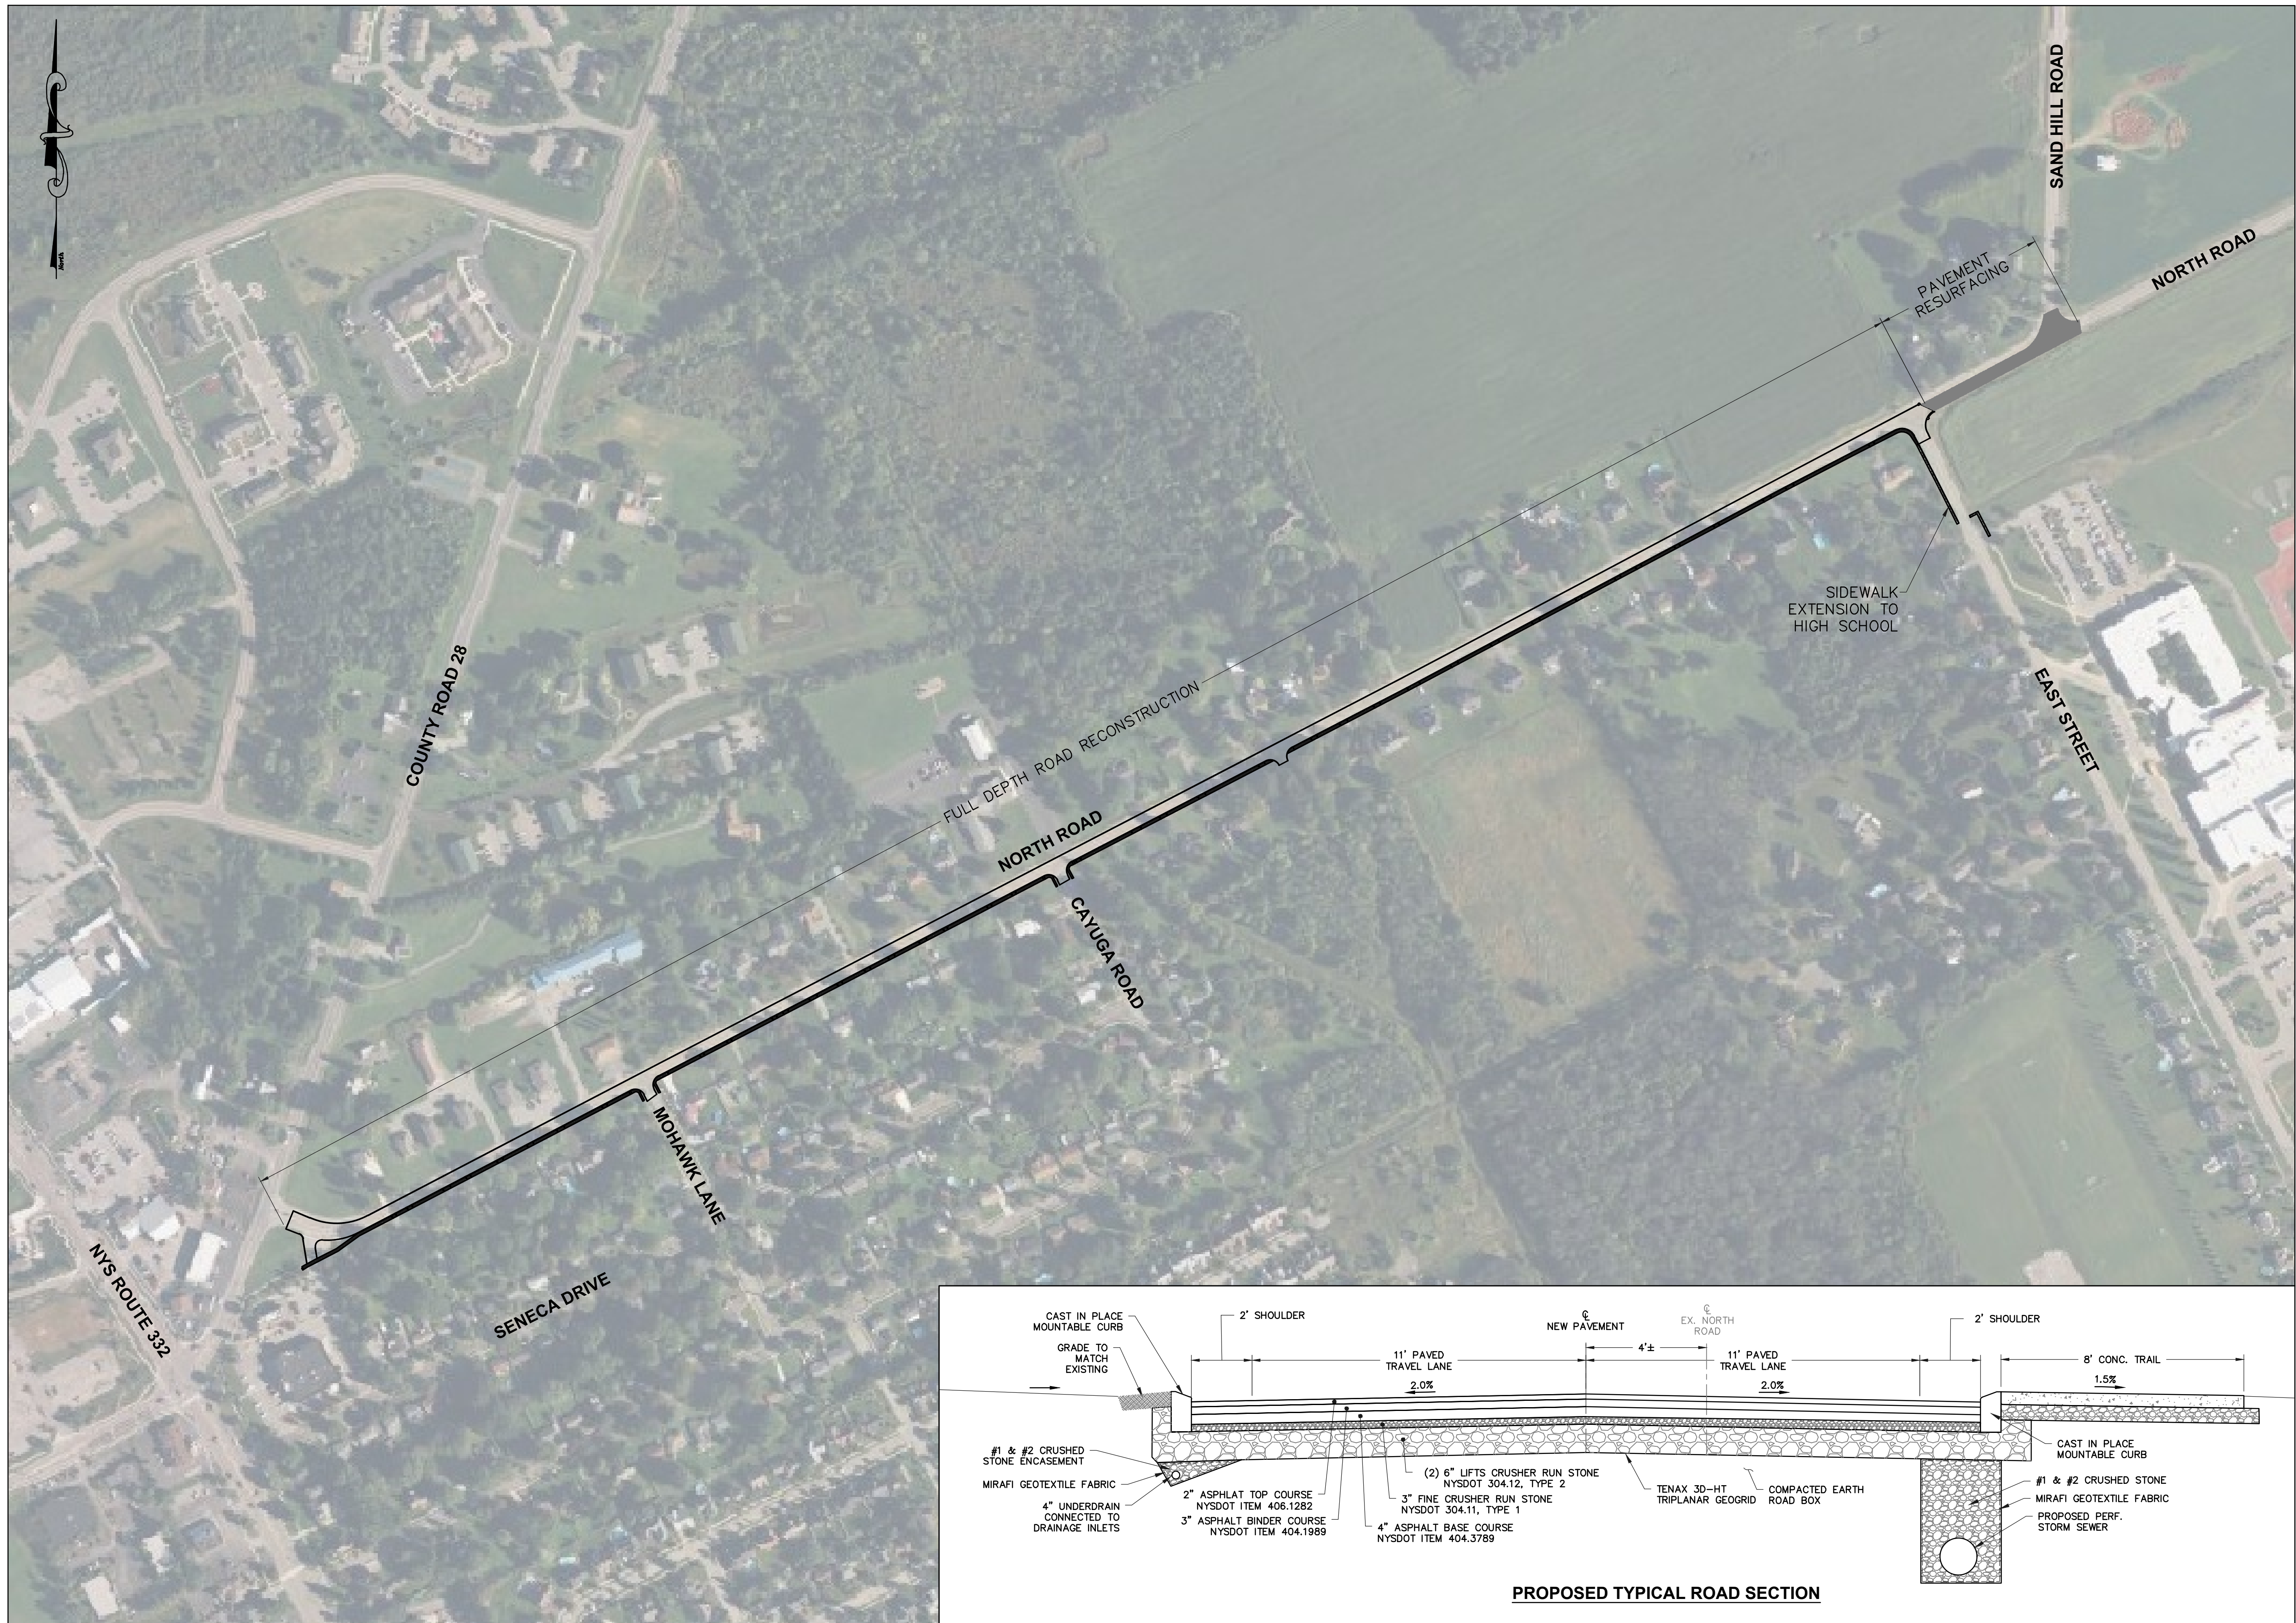 North
SAND HILL ROAD
NORTH ROAD
PAVEMENT
RESURFACING
SIDEWALK
EXTENSION TO
HIGH SCHOOL
EAST STREET
COUNTY ROAD 28
FULL DEPTH ROAD RECONSTRUCTION
NORTH ROAD
CAYUGA ROAD
MOHAWK LANE
SENECA DRIVE
NYS ROUTE 332
CAST IN PLACE
MOUNTABLE CURB
GRADE TO
MATCH
EXISTING
2' SHOULDER
11' PAVED
TRAVEL LANE
2.0%
℄
NEW PAVEMENT
4'±
℄
EX. NORTH
ROAD
11' PAVED
TRAVEL LANE
2.0%
2' SHOULDER
8' CONC. TRAIL
1.5%
#1 & #2 CRUSHED
STONE ENCASEMENT
MIRAFI GEOTEXTILE FABRIC
4" UNDERDRAIN
CONNECTED TO
DRAINAGE INLETS
2" ASPHLAT TOP COURSE
NYSDOT ITEM 406.1282
3" ASPHALT BINDER COURSE
NYSDOT ITEM 404.1989
4" ASPHALT BASE COURSE
NYSDOT ITEM 404.3789
3" FINE CRUSHER RUN STONE
NYSDOT 304.11, TYPE 1
(2) 6" LIFTS CRUSHER RUN STONE
NYSDOT 304.12, TYPE 2
TENAX 3D-HT
TRIPLANAR GEOGRID
COMPACTED EARTH
ROAD BOX
CAST IN PLACE
MOUNTABLE CURB
#1 & #2 CRUSHED STONE
MIRAFI GEOTEXTILE FABRIC
PROPOSED PERF.
STORM SEWER
PROPOSED TYPICAL ROAD SECTION